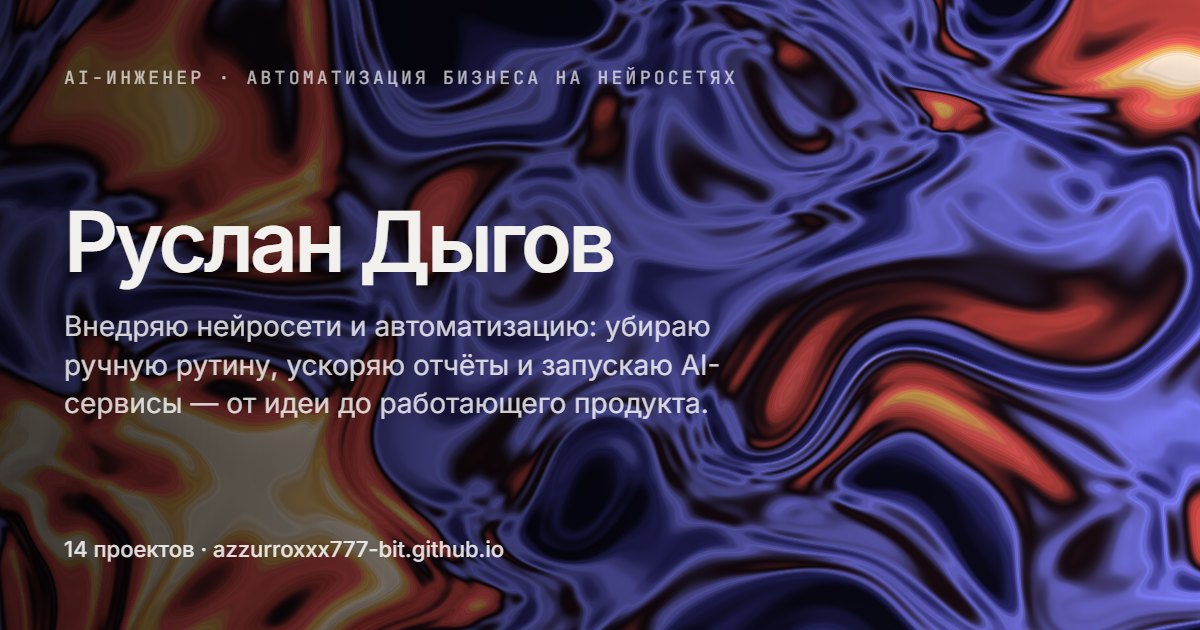 AI-ИНЖЕНЕР · АВТОМАТИЗАЦИЯ БИЗНЕСА НА НЕЙРОСЕТЯХ
Руслан Дыгов
Внедряю нейросети и автоматизацию: убираю
ручную рутину, ускоряю отчёты и запускаю AI-
сервисы — от идеи до работающего продукта.
14 проектов · azzurroxxx777-bit.github.io